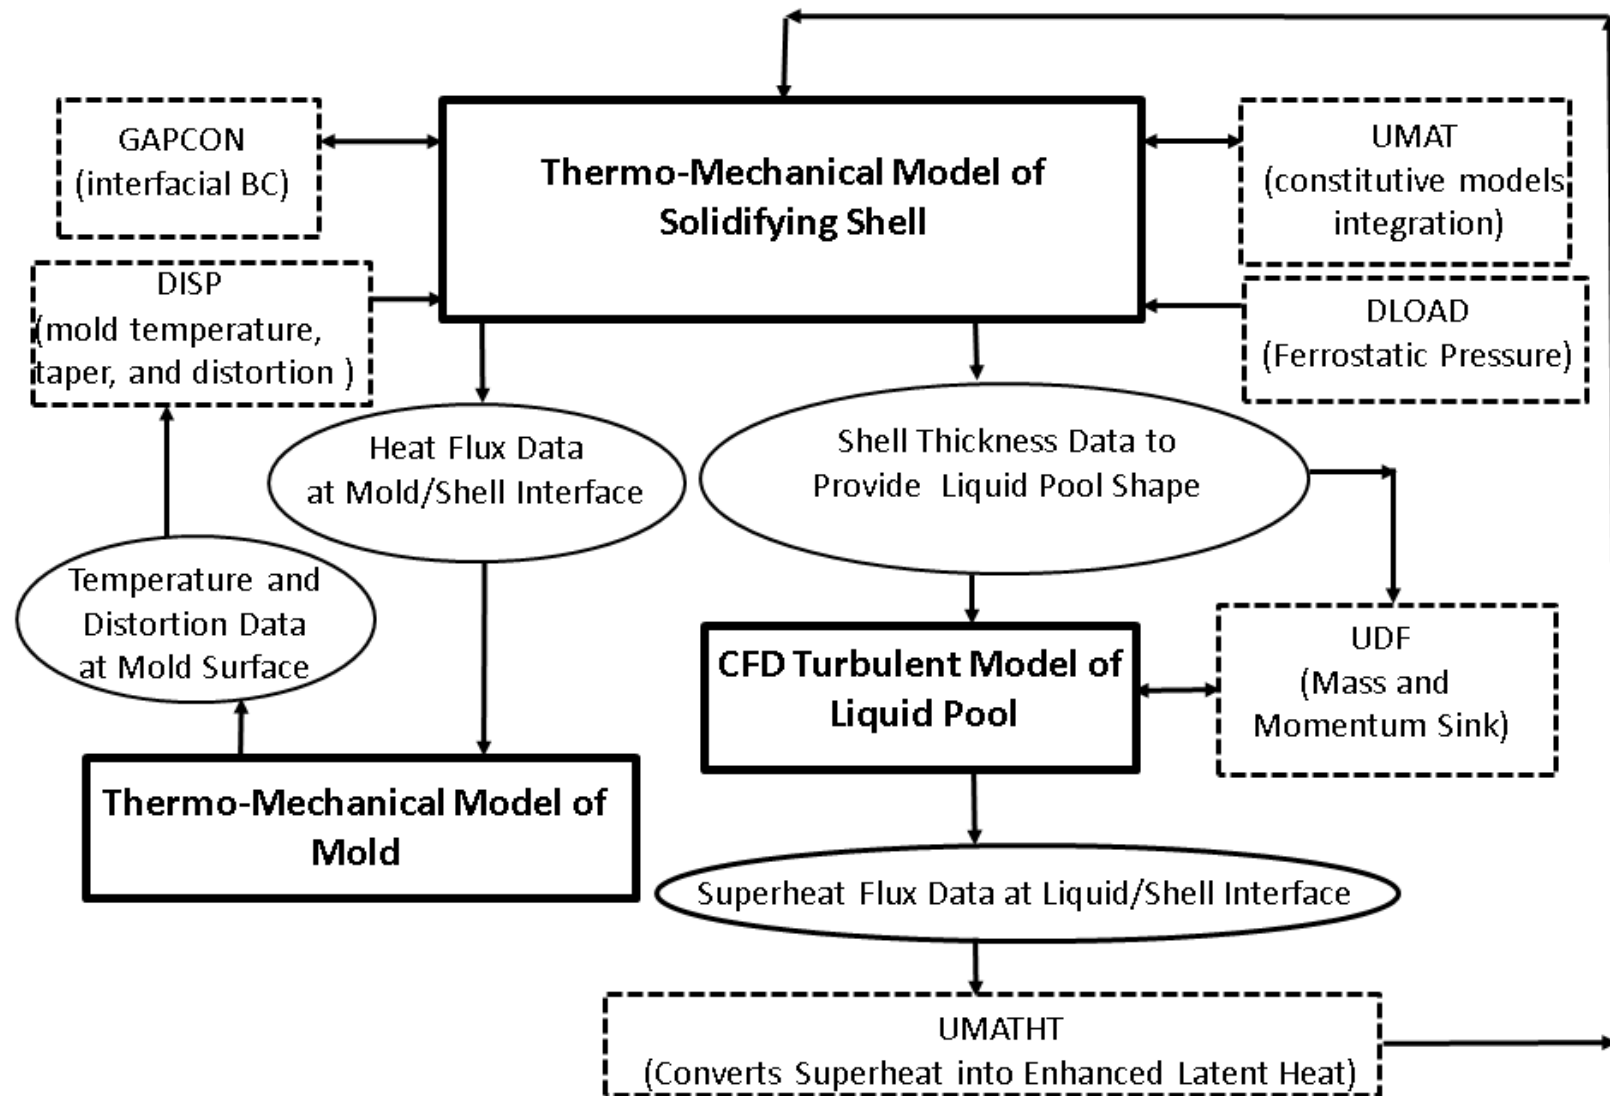 GAPCON
(interfacial BC)
Thermo-Mechanical Model of
Solidifying Shell
UMAT
(constitutive models
integration)
DISP
(mold temperature,
taper, and distortion )
DLOAD
(Ferrostatic Pressure)
Heat Flux Data
at Mold/Shell Interface
Shell Thickness Data to
Provide Liquid Pool Shape
Temperature and
Distortion Data
at Mold Surface
CFD Turbulent Model of
Liquid Pool
UDF
(Mass and
Momentum Sink)
Thermo-Mechanical Model of
Mold
Superheat Flux Data at Liquid/Shell Interface
UMATHT
(Converts Superheat into Enhanced Latent Heat)